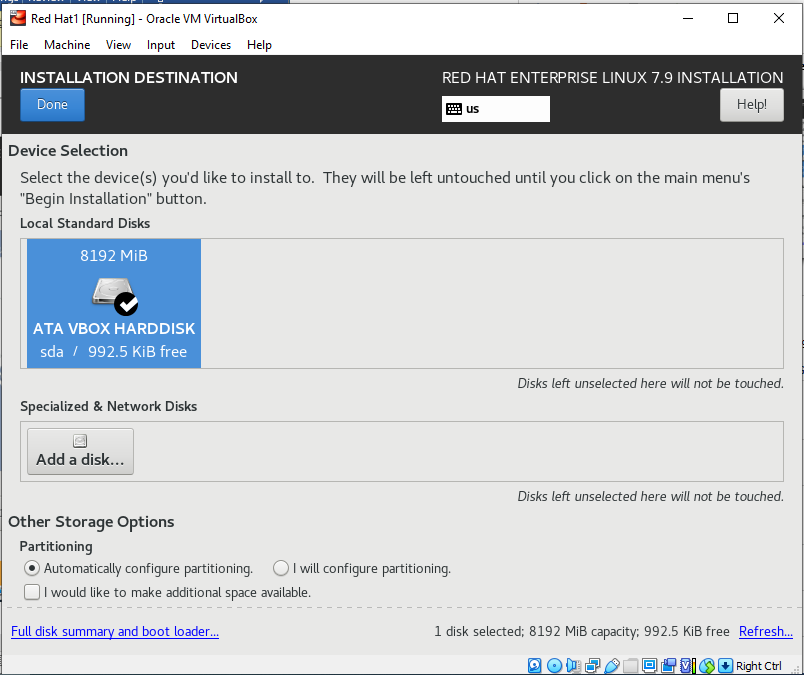 Red Hat1 [Running] - Oracle VM VirtualBox
File Machine View Input Devices Help
INSTALLATION DESTINATION
RED HAT ENTERPRISE LINUX 7.9 INSTALLATION
Done
us
Help!
Device Selection
Select the device(s) you'd like to install to. They will be left untouched until you click on the main menu's
"Begin Installation" button.
Local Standard Disks
8192 MiB
ATA VBOX HARDDISK
sda / 992.5 KiB free
Disks left unselected here will not be touched.
Specialized & Network Disks
Add a disk...
Disks left unselected here will not be touched.
Other Storage Options
Partitioning
Automatically configure partitioning. I will configure partitioning.
I would like to make additional space available.
Full disk summary and boot loader... 1 disk selected; 8192 MiB capacity; 992.5 KiB free Refresh...
Right Ctrl